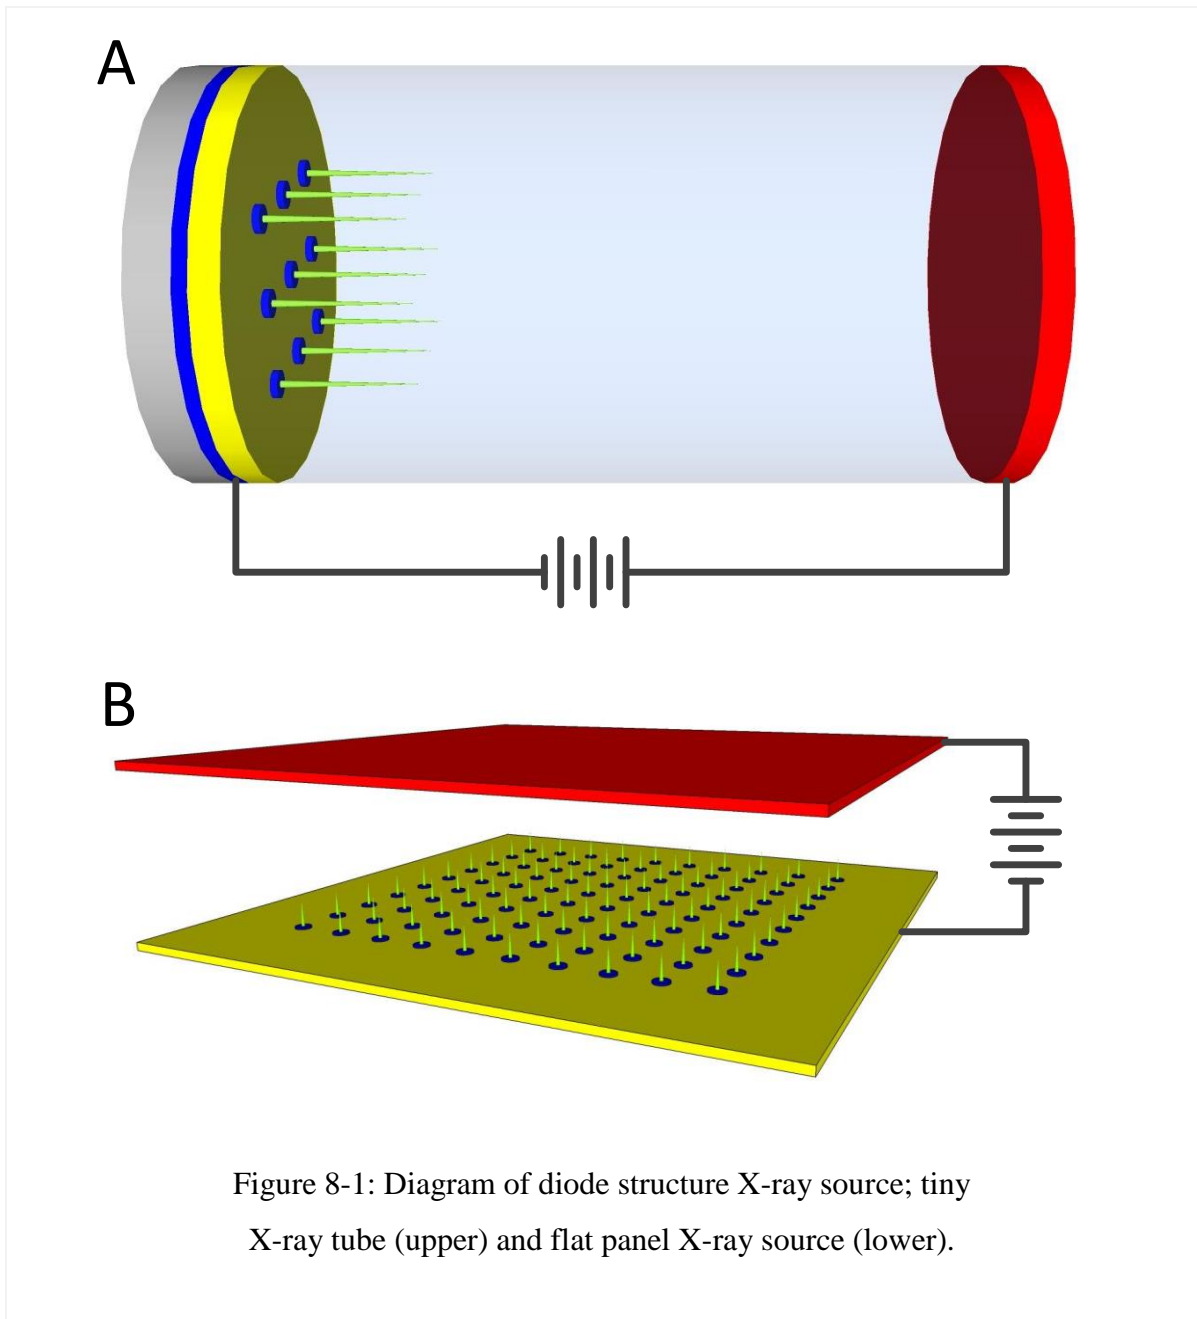 A
B
Figure 8-1: Diagram of diode structure X-ray source; tiny
X-ray tube (upper) and flat panel X-ray source (lower).